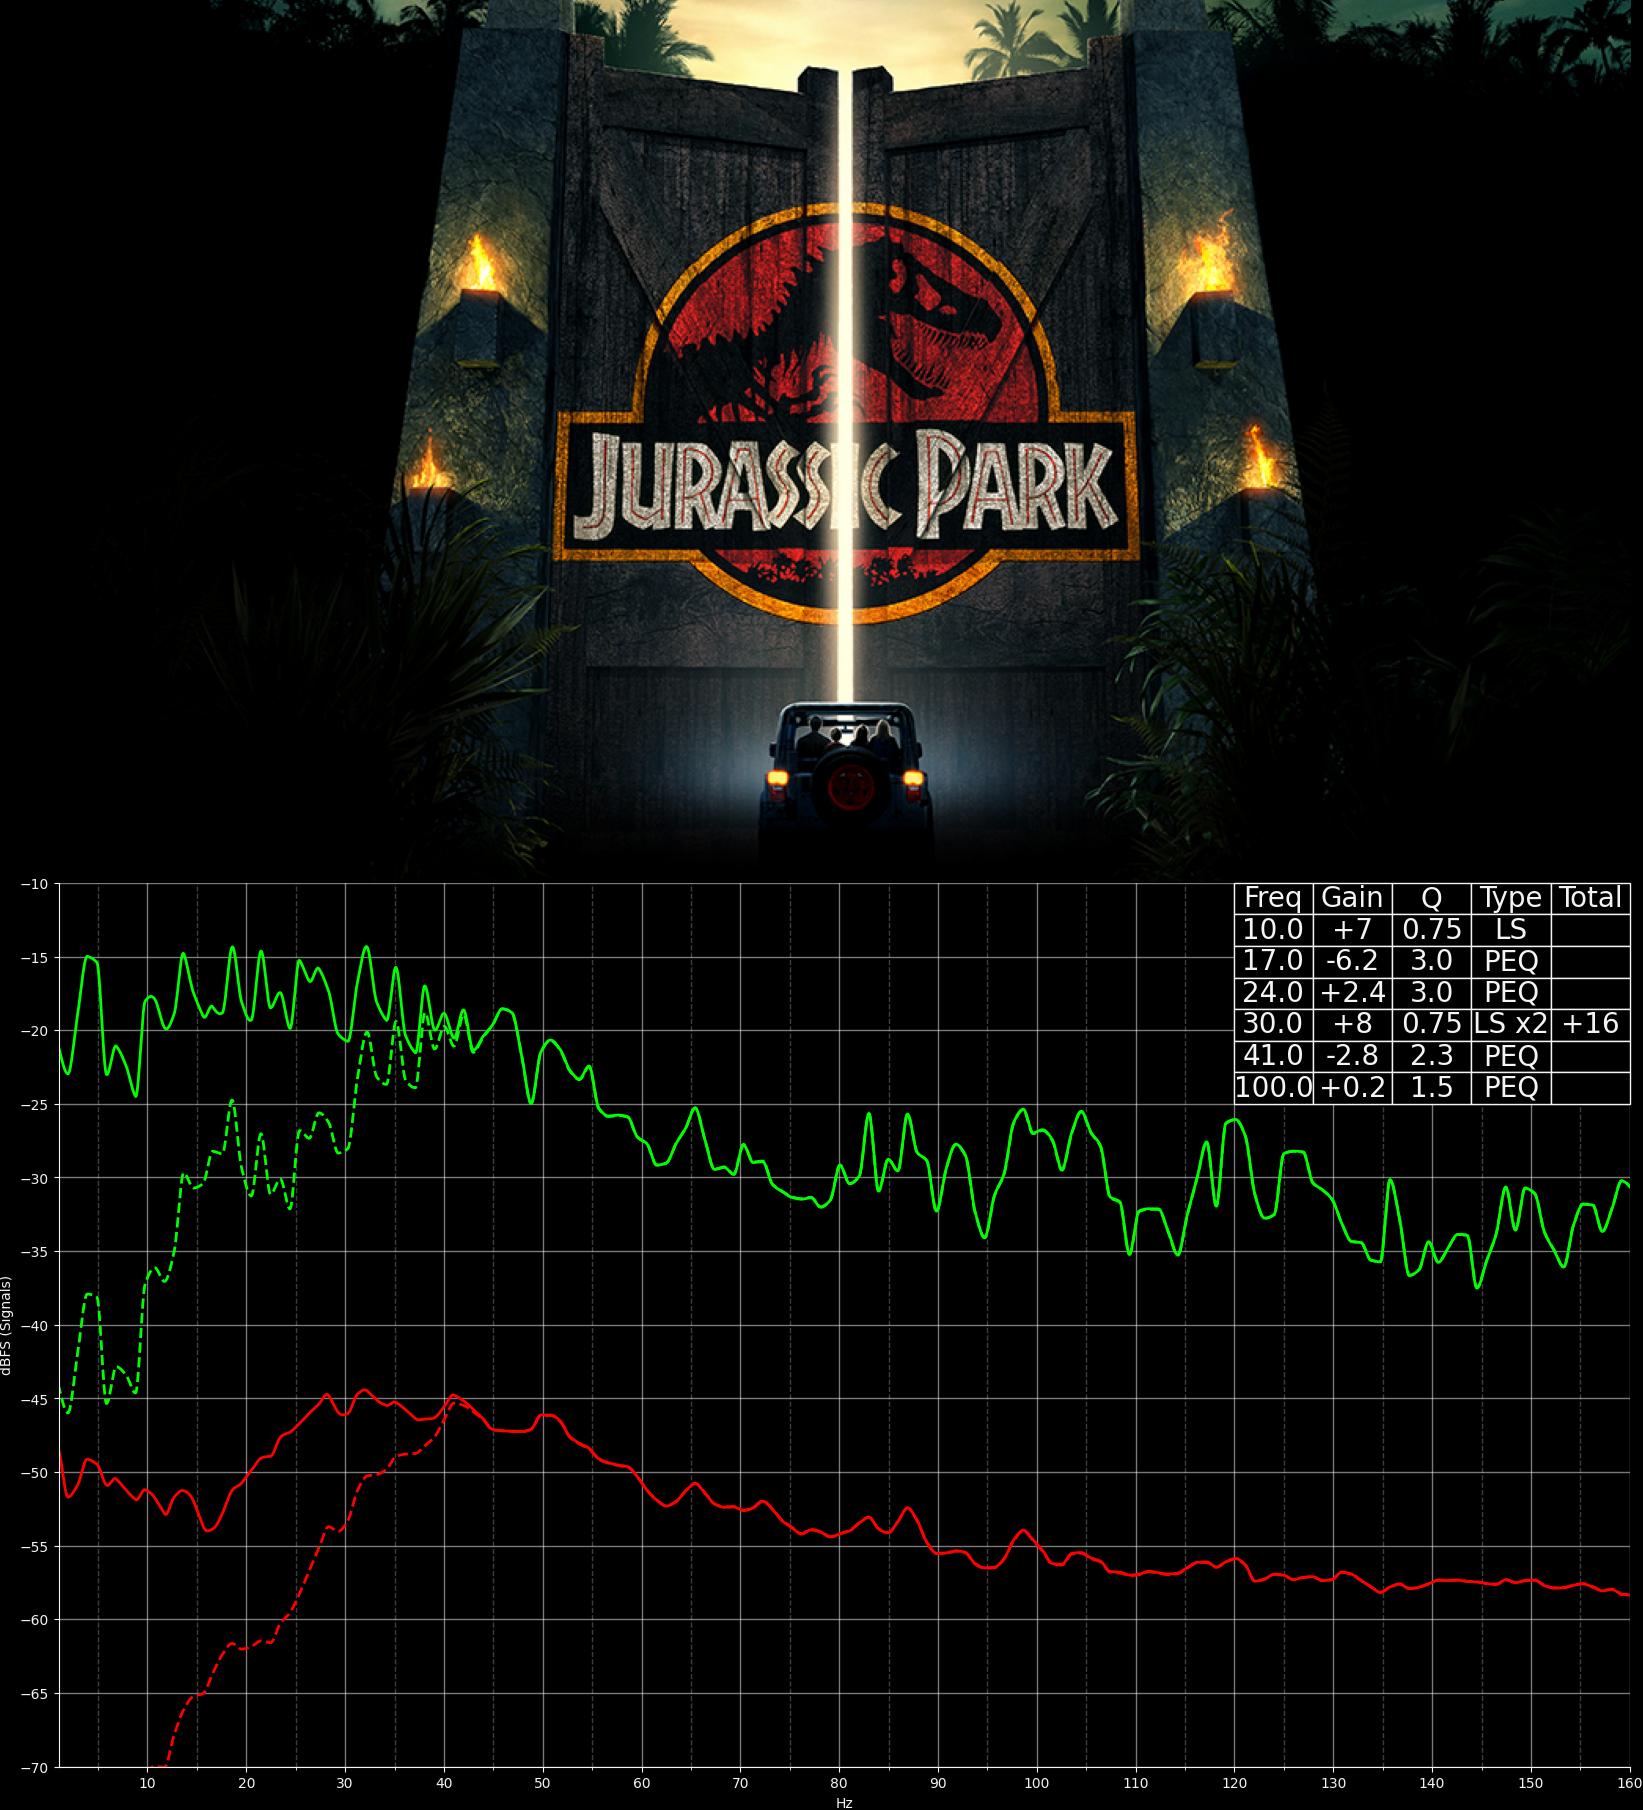 JURASSIC PARK
Freq Gain Q Type Total
10.0 +7 0.75 LS
17.0 -6.2 3.0 PEQ
24.0 +2.4 3.0 PEQ
30.0 +8 0.75 LS x2 +16
41.0 -2.8 2.3 PEQ
100.0 +0.2 1.5 PEQ
−10
−15
−20
−25
−30
−35
−40
−45
−50
−55
−60
−65
−70
dBFS (Signals)
10 20 30 40 50 60 70 80 90 100 110 120 130 140 150 160
Hz